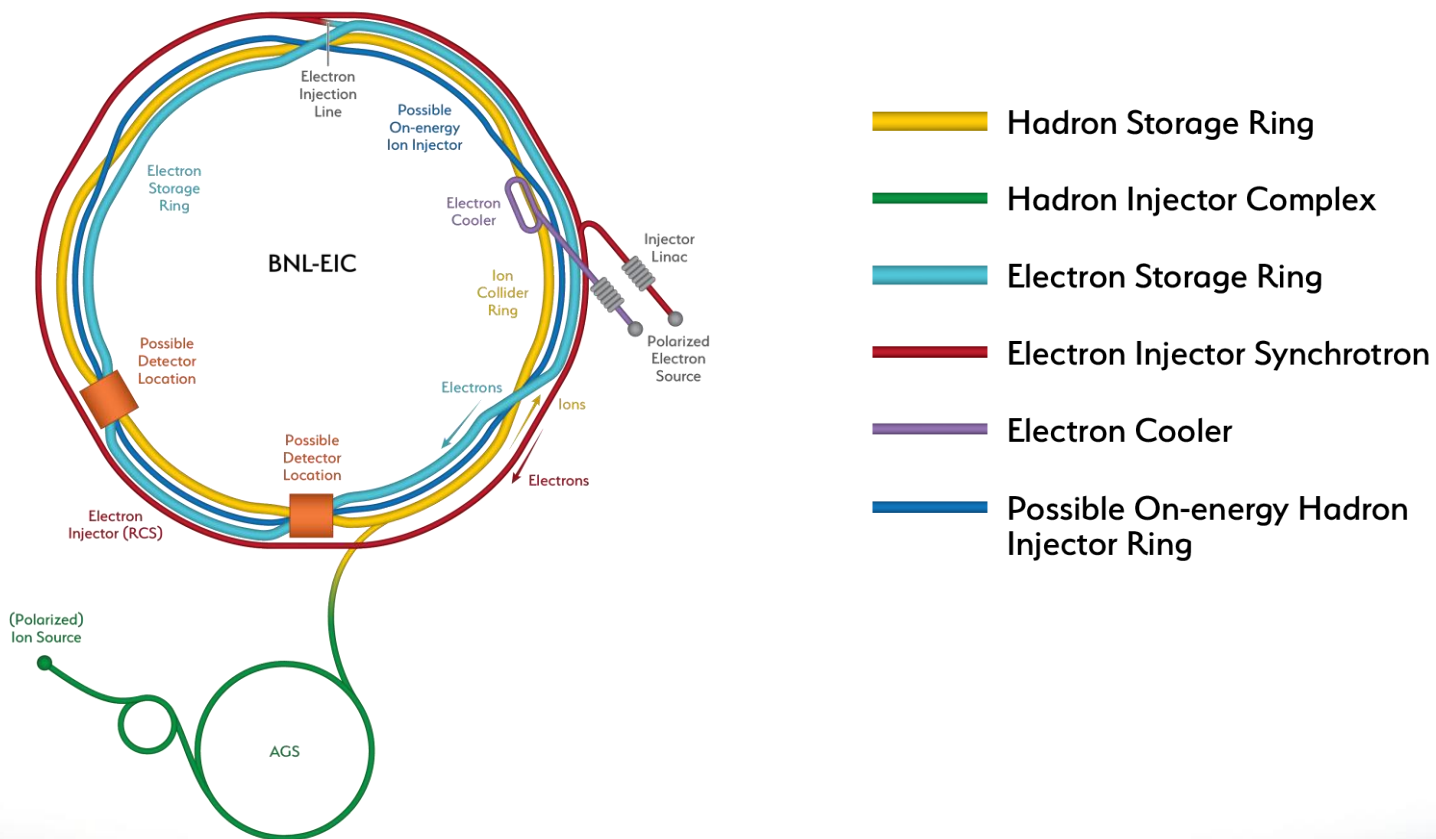 Electron
Injection
Line
Possible
On-energy
Ion Injector
Electron
Storage
Ring
Electron
Cooler
Injector
Linac
BNL-EIC
Ion
Collider
Ring
Polarized
Electron
Source
Possible
Detector
Location
Electrons
Ions
Possible
Detector
Location
Electrons
Electron
Injector (RCS)
(Polarized)
Ion Source
AGS
Hadron Storage Ring
Hadron Injector Complex
Electron Storage Ring
Electron Injector Synchrotron
Electron Cooler
Possible On-energy Hadron
Injector Ring